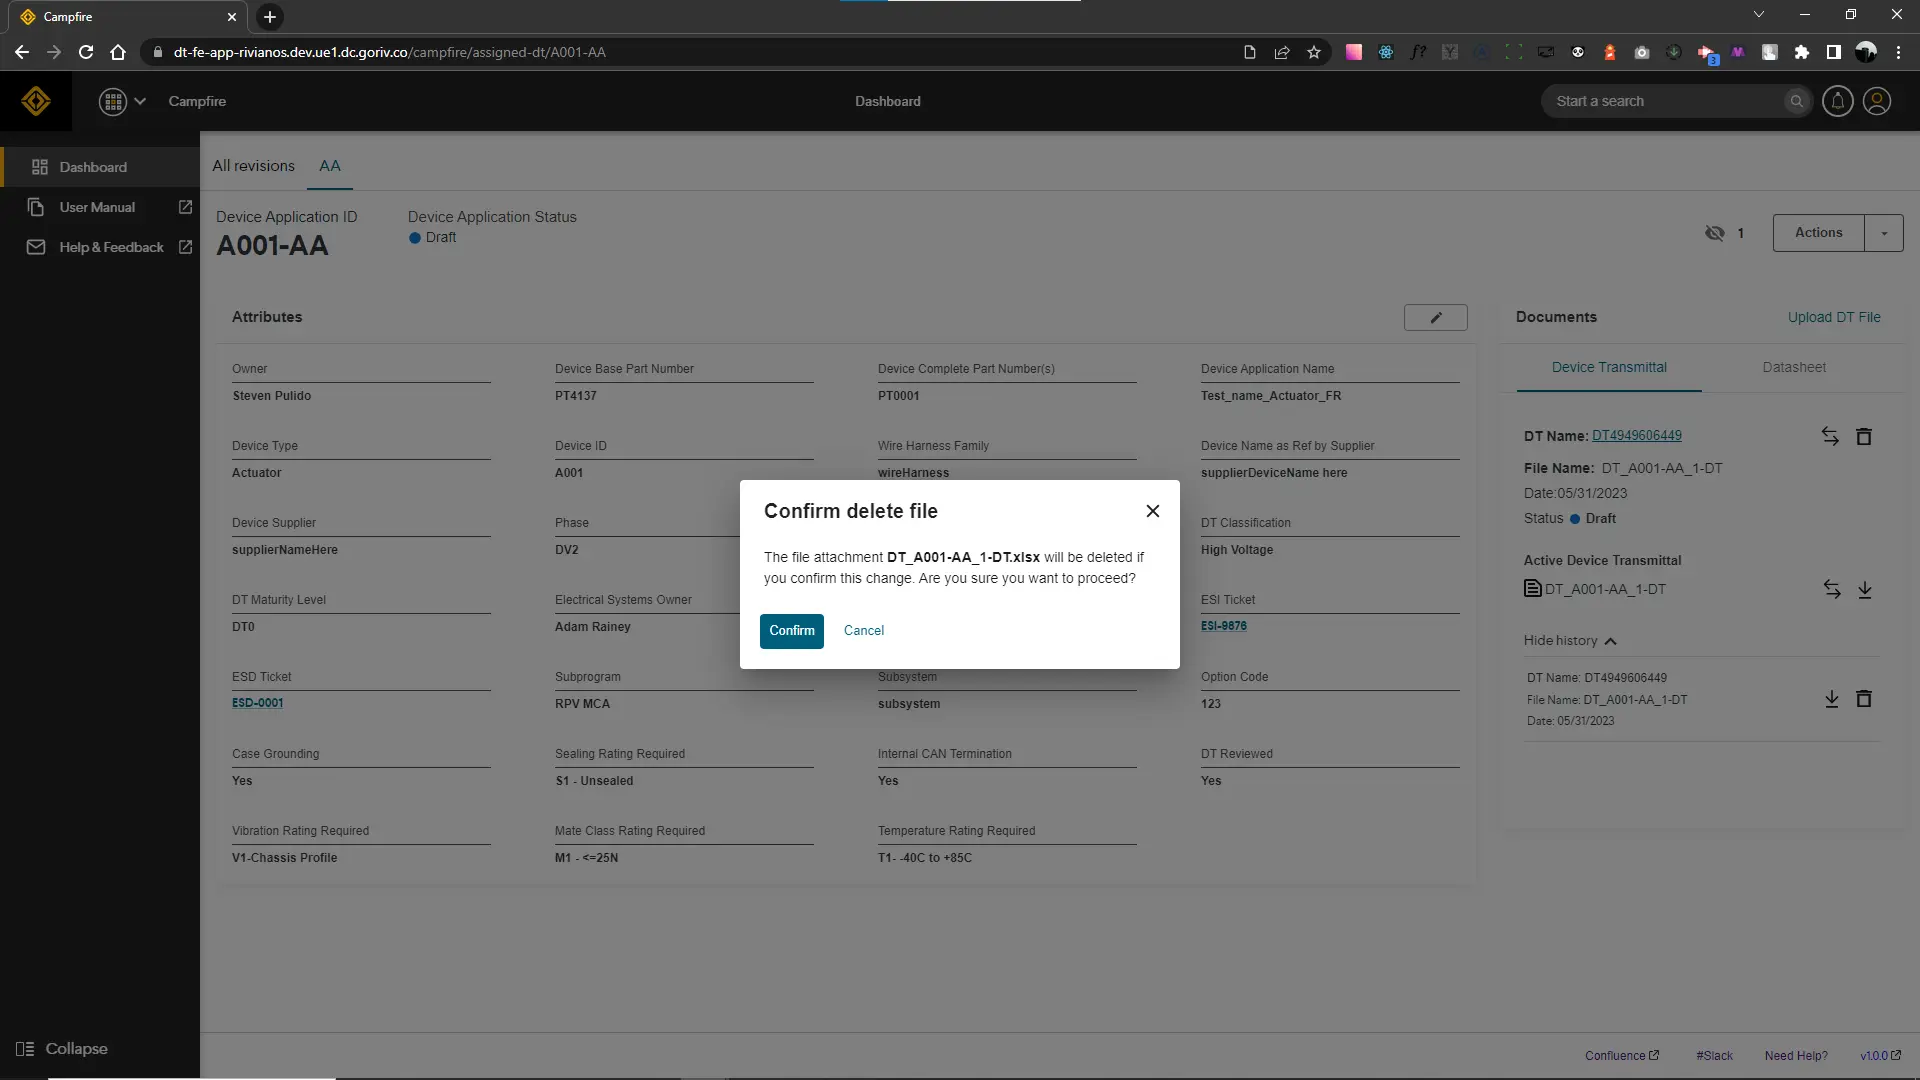 Campfire
dt-fe-app-rivianos.dev.ue1.dc.goriv.co/campfire/assigned-dt/A001-AA
3
Campfire
Dashboard
Start a search
Dashboard
User Manual
Help & Feedback
Collapse
All revisions
AA
Device Application ID
A001-AA
Device Application Status
Draft
1
Actions
Attributes
Owner
Steven Pulido
Device Base Part Number
PT4137
Device Complete Part Number(s)
PT0001
Device Application Name
Test_name_Actuator_FR
Device Type
Actuator
Device ID
A001
Wire Harness Family
wireHarness
Device Name as Ref by Supplier
supplierDeviceName here
Device Supplier
supplierNameHere
Phase
DV2
DT Classification
High Voltage
DT Maturity Level
DT0
Electrical Systems Owner
Adam Rainey
ESI Ticket
ESI-9876
ESD Ticket
ESD-0001
Subprogram
RPV MCA
Subsystem
subsystem
Option Code
123
Case Grounding
Yes
Sealing Rating Required
S1 - Unsealed
Internal CAN Termination
Yes
DT Reviewed
Yes
Vibration Rating Required
V1-Chassis Profile
Mate Class Rating Required
M1 - <=25N
Temperature Rating Required
T1- -40C to +85C
Confirm delete file
The file attachment DT_A001-AA_1-DT.xlsx will be deleted if
you confirm this change. Are you sure you want to proceed?
Confirm
Cancel
Documents
Upload DT File
Device Transmittal
Datasheet
DT Name: DT4949606449
File Name: DT_A001-AA_1-DT
Date:05/31/2023
Status Draft
Active Device Transmittal
DT_A001-AA_1-DT
Hide history
DT Name: DT4949606449
File Name: DT_A001-AA_1-DT
Date: 05/31/2023
Confluence
#Slack
Need Help?
v1.0.0